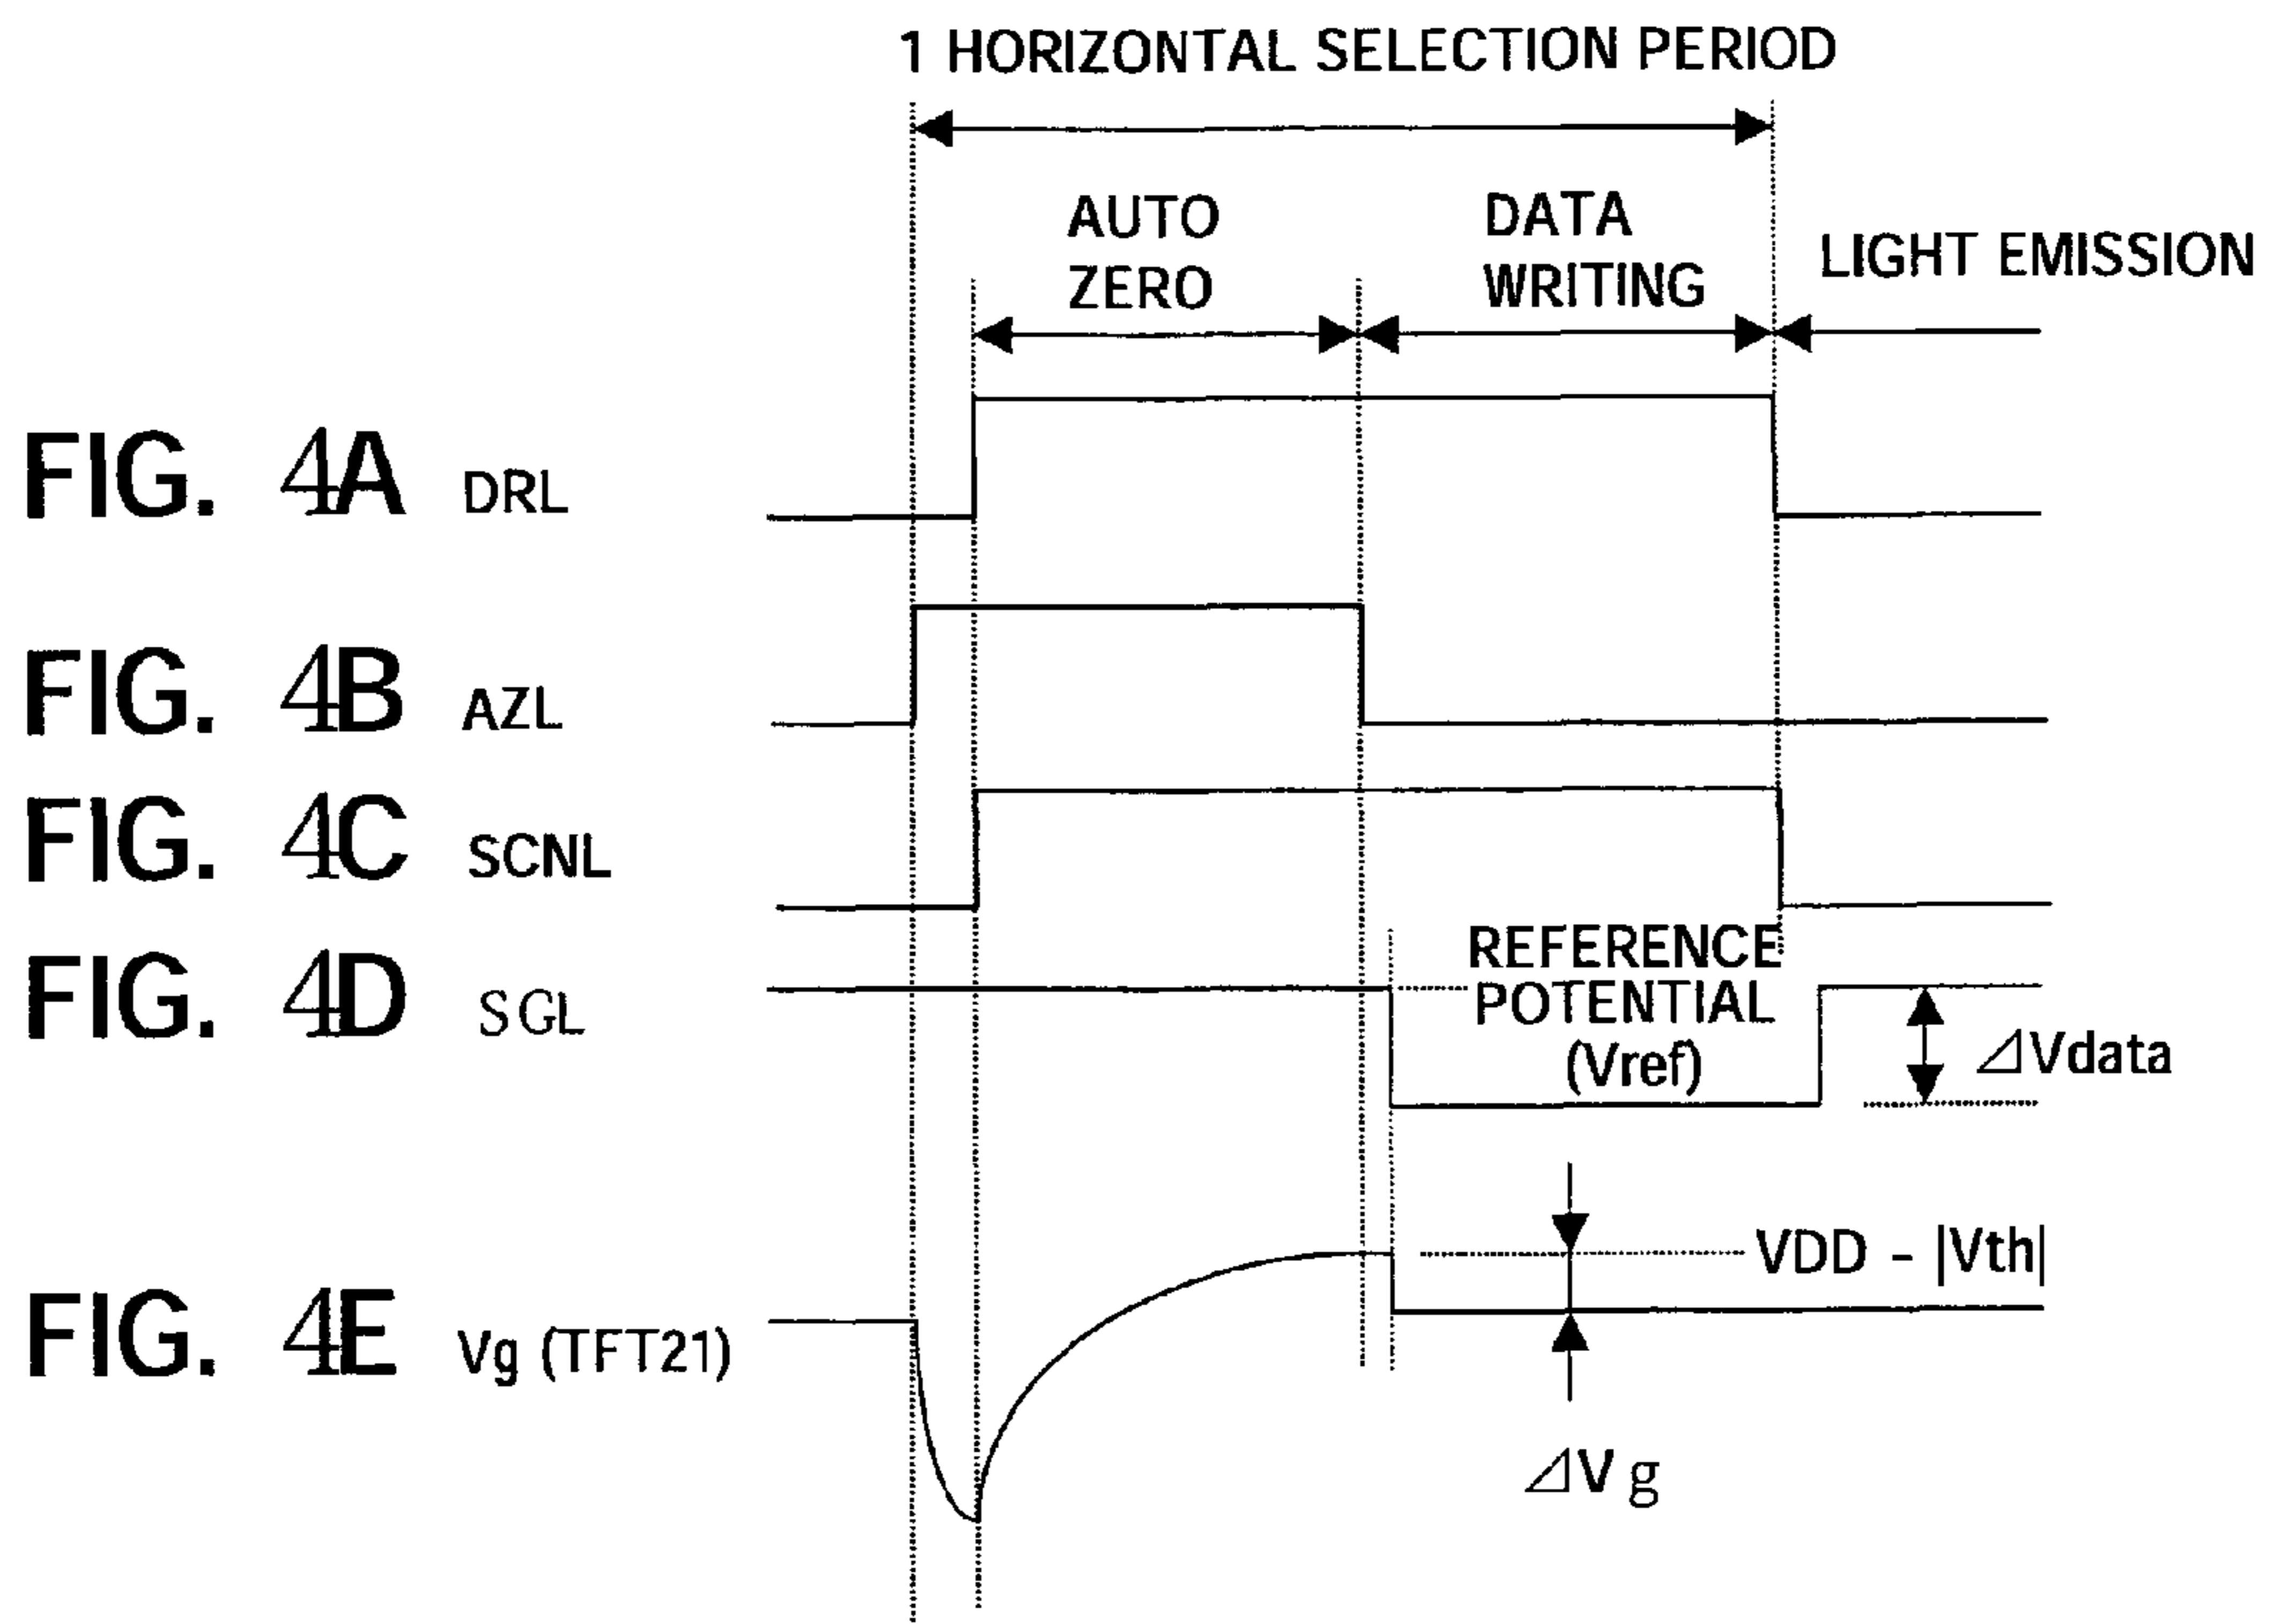 1 HORIZONTAL SELECTION PERIOD
AUTO
ZERO
DATA
WRITING
LIGHT EMISSION
FIG. 4A DRL
FIG. 4B AZL
FIG. 4C SCNL
FIG. 4D SGL
REFERENCE
POTENTIAL
(Vref)
⊿Vdata
FIG. 4E Vg (TFT21)
VDD - |Vth|
⊿Vg